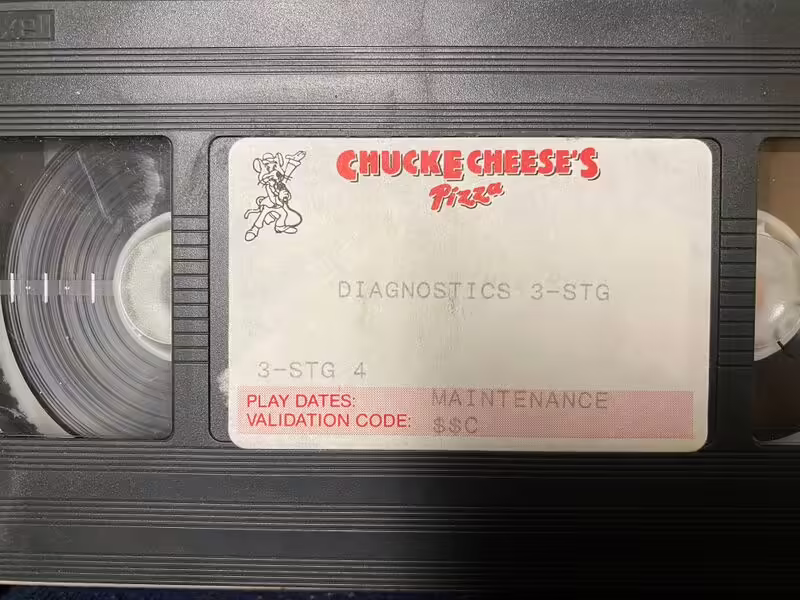 CHUCK E CHEESE'S
Pizza
DIAGNOSTICS 3-STG
3-STG 4
PLAY DATES: MAINTENANCE
VALIDATION CODE: $$C